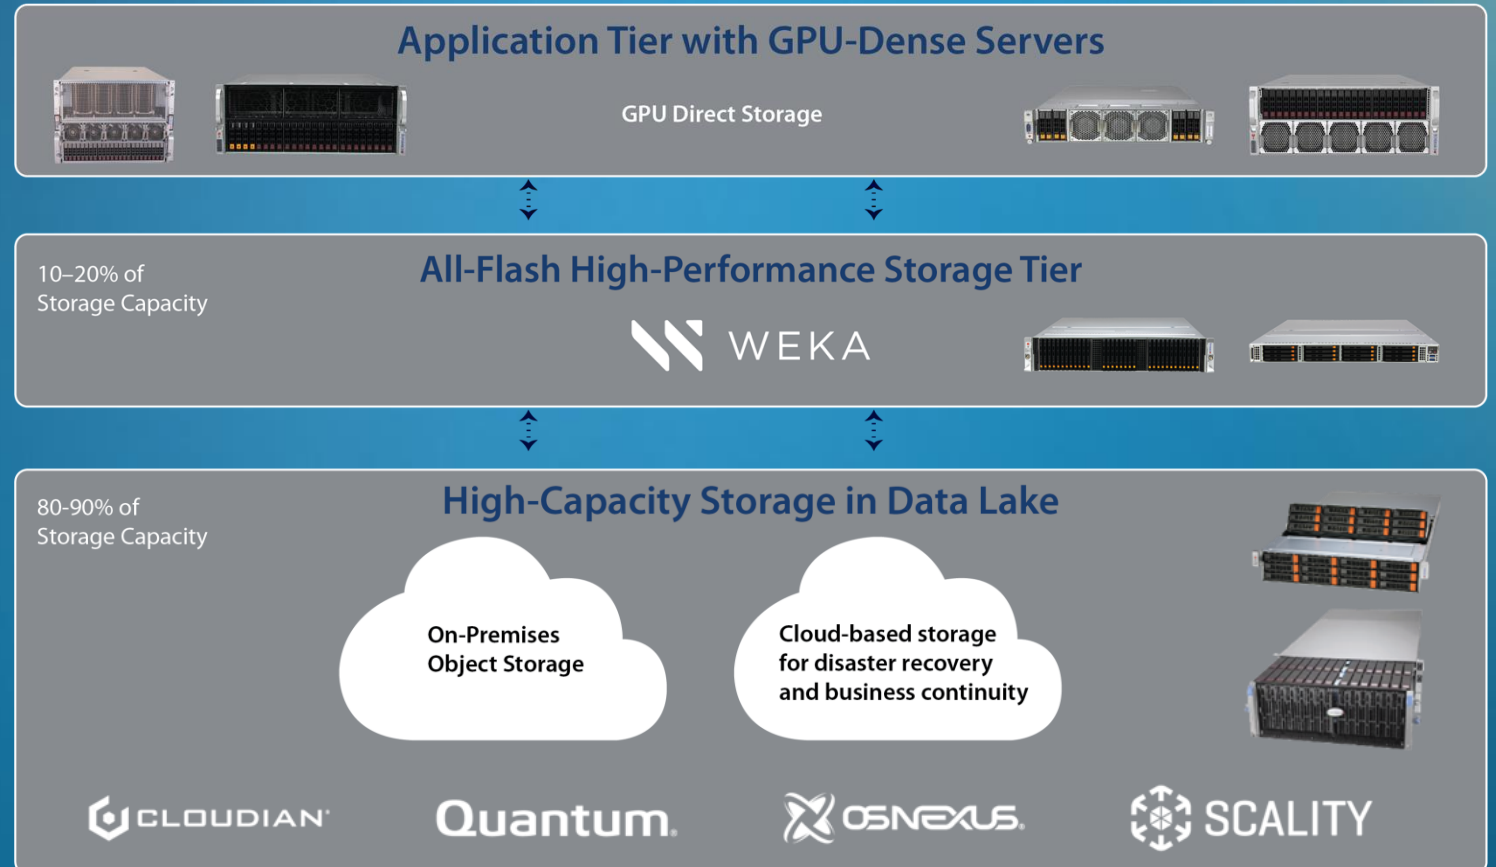 Application Tier with GPU-Dense Servers
GPU Direct Storage
10–20% of
Storage Capacity
All-Flash High-Performance Storage Tier
WEKA
80-90% of
Storage Capacity
High-Capacity Storage in Data Lake
On-Premises
Object Storage
Cloud-based storage
for disaster recovery
and business continuity
CLOUDIAN®
Quantum®
OSNEXUS®
SCALITY